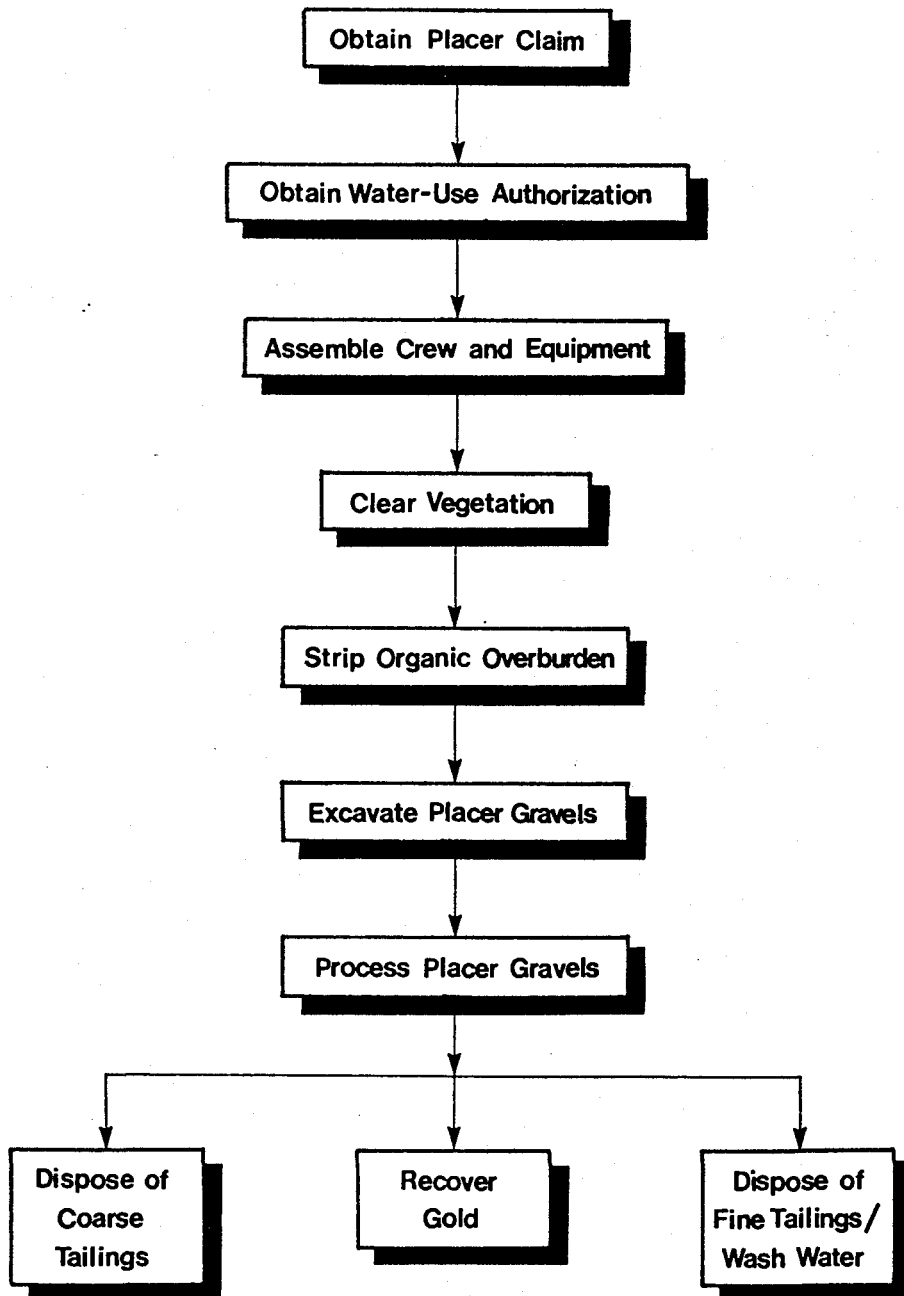 Obtain Placer Claim
Obtain Water-Use Authorization
Assemble Crew and Equipment
Clear Vegetation
Strip Organic Overburden
Excavate Placer Gravels
Process Placer Gravels
Dispose of
Coarse
Tailings
Recover
Gold
Dispose of
Fine Tailings/
Wash Water